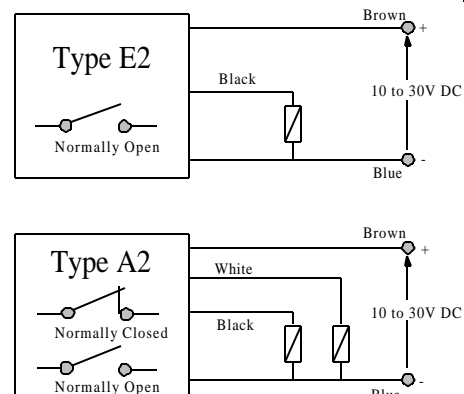 Brown
+
Type E2
Black
10 to 30V DC
Normally Open
-
Blue
Brown
+
Type A2
White
10 to 30V DC
Normally Closed
Black
-
Normally Open
Blue